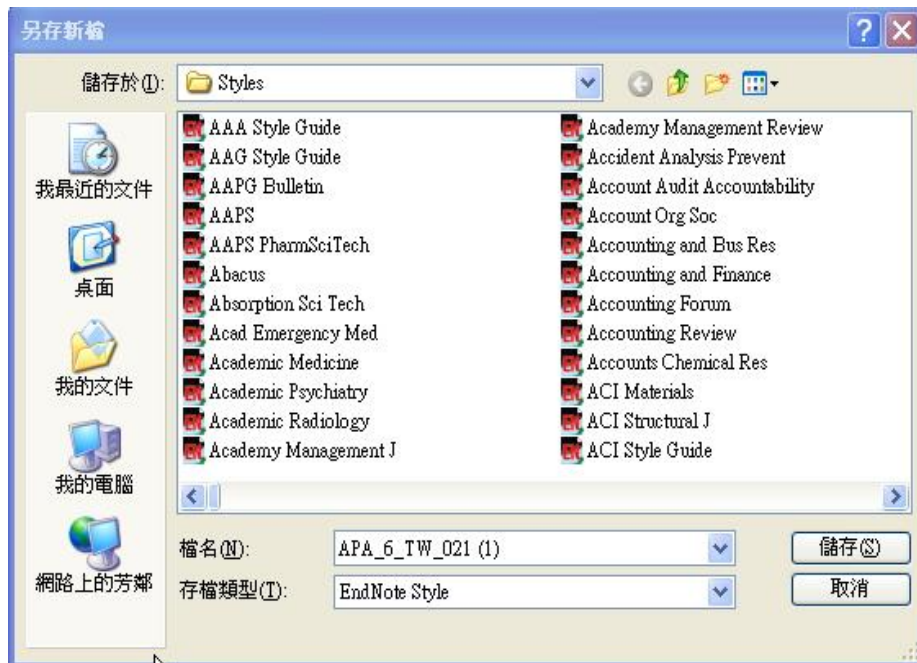 另存新檔
儲存於(I):
Styles
我最近的文件
桌面
我的文件
我的電腦
網路上的芳鄰
AAA Style Guide
AAG Style Guide
AAPG Bulletin
AAPS
AAPS PharmSciTech
Abacus
Absorption Sci Tech
Acad Emergency Med
Academic Medicine
Academic Psychiatry
Academic Radiology
Academy Management J
Academy Management Review
Accident Analysis Prevent
Account Audit Accountability
Account Org Soc
Accounting and Bus Res
Accounting and Finance
Accounting Forum
Accounting Review
Accounts Chemical Res
ACI Materials
ACI Structural J
ACI Style Guide
檔名(N):
APA_6_TW_021 (1)
儲存(S)
存檔類型(T):
EndNote Style
取消